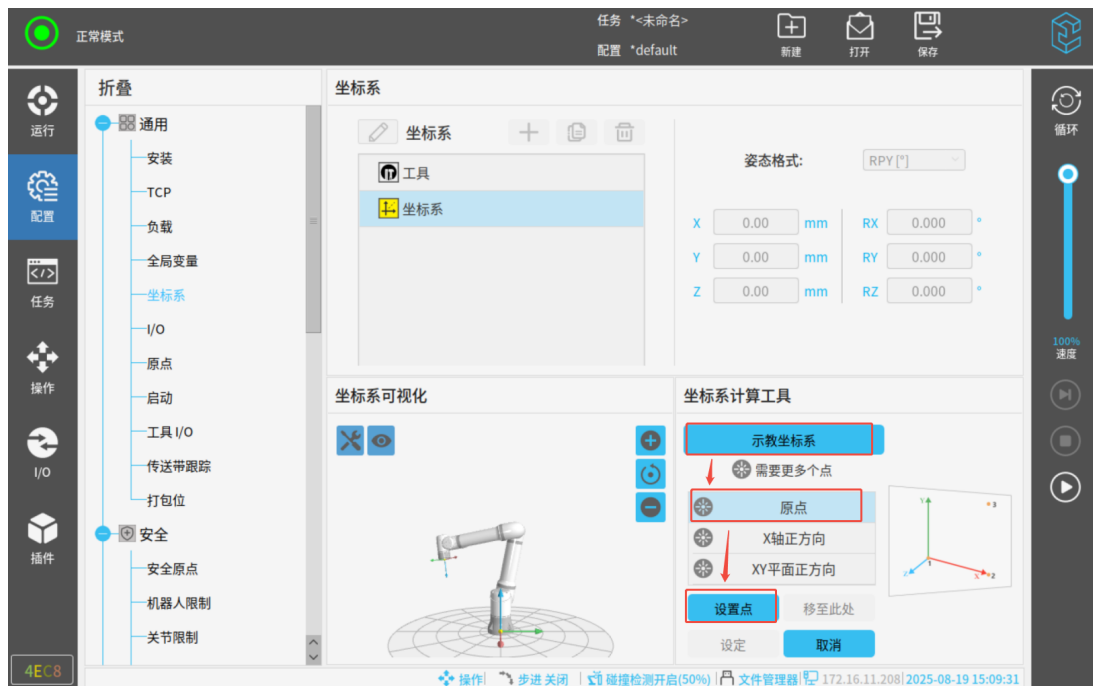 正常模式
任务 *<未命名>
配置 *default
新建
打开
保存
运行
配置
任务
操作
I/O
插件
4EC8
折叠
通用
安装
TCP
负载
全局变量
坐标系
I/O
原点
启动
工具 I/O
传送带跟踪
打包位
安全
安全原点
机器人限制
关节限制
坐标系
坐标系
工具
坐标系
姿态格式: RPY [°]
X 0.00 mm RX 0.000 °
Y 0.00 mm RY 0.000 °
Z 0.00 mm RZ 0.000 °
坐标系可视化
坐标系计算工具
示教坐标系
需要更多个点
原点
X轴正方向
XY平面正方向
设置点 移至此处
设定 取消
Y
3
1
Z
X
2
循环
100%
速度
操作 步进 关闭 碰撞检测开启(50%) 文件管理器 172.16.11.208 2025-08-19 15:09:31